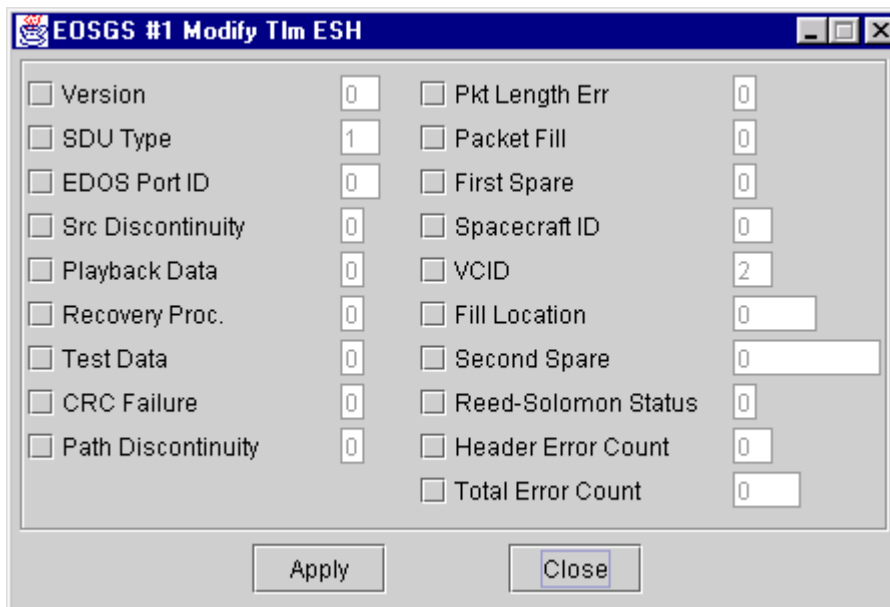 EOSGS #1 Modify Tlm ESH
Version 0 Pkt Length Err 0
SDU Type 1 Packet Fill 0
EDOS Port ID 0 First Spare 0
Src Discontinuity 0 Spacecraft ID 0
Playback Data 0 VCID 2
Recovery Proc. 0 Fill Location 0
Test Data 0 Second Spare 0
CRC Failure 0 Reed-Solomon Status 0
Path Discontinuity 0 Header Error Count 0
Total Error Count 0
Apply Close